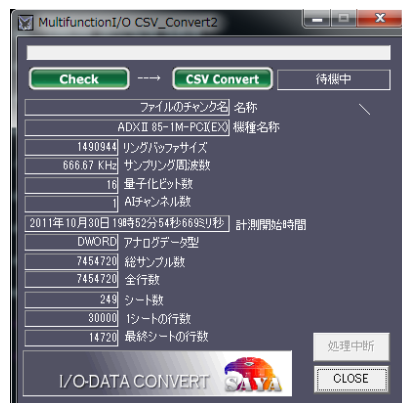 MultifunctionI/O CSV_Convert2
Check ---→ CSV Convert 待機中
ファイルのチャンク名 名称
ADXⅡ 85-1M-PCI(EX) 機種名称
1490944 リングバッファサイズ
666.67 KHz サンプリング周波数
16 量子化ビット数
1 AIチャンネル数
2011年10月30日19時52分54秒669ミリ秒 計測開始時間
DWORD アナログデータ型
7454720 総サンプル数
7454720 全行数
249 シート数
30000 1シートの行数
14720 最終シートの行数
処理中断
I/O-DATA CONVERT SAYA
CLOSE